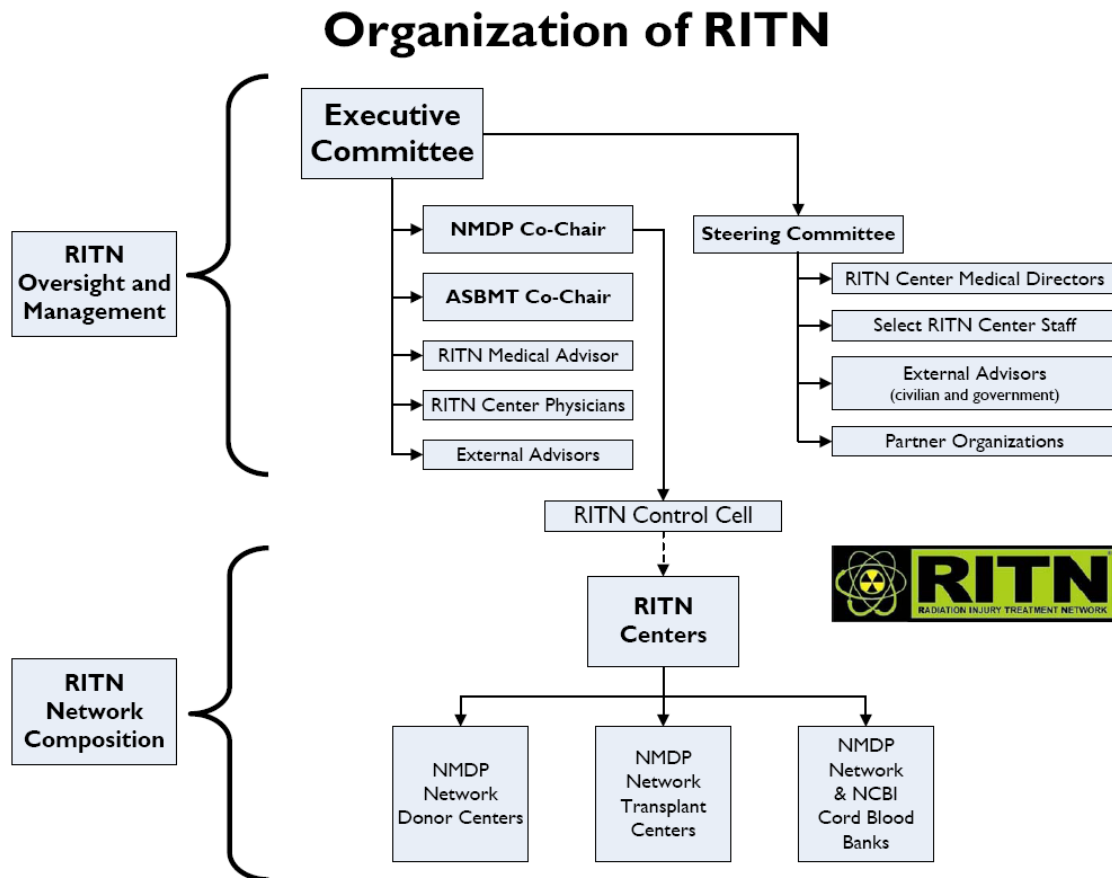 Organization of RITN
Executive
Committee
NMDP Co-Chair
ASBMT Co-Chair
RITN Medical Advisor
RITN Center Physicians
External Advisors
Steering Committee
RITN Center Medical Directors
Select RITN Center Staff
External Advisors
(civilian and government)
Partner Organizations
RITN
Oversight and
Management
RITN Control Cell
RITN
RADIATION INJURY TREATMENT NETWORK
RITN
Centers
RITN
Network
Composition
NMDP
Network
Donor Centers
NMDP
Network
Transplant
Centers
NMDP
Network
& NCBI
Cord Blood
Banks